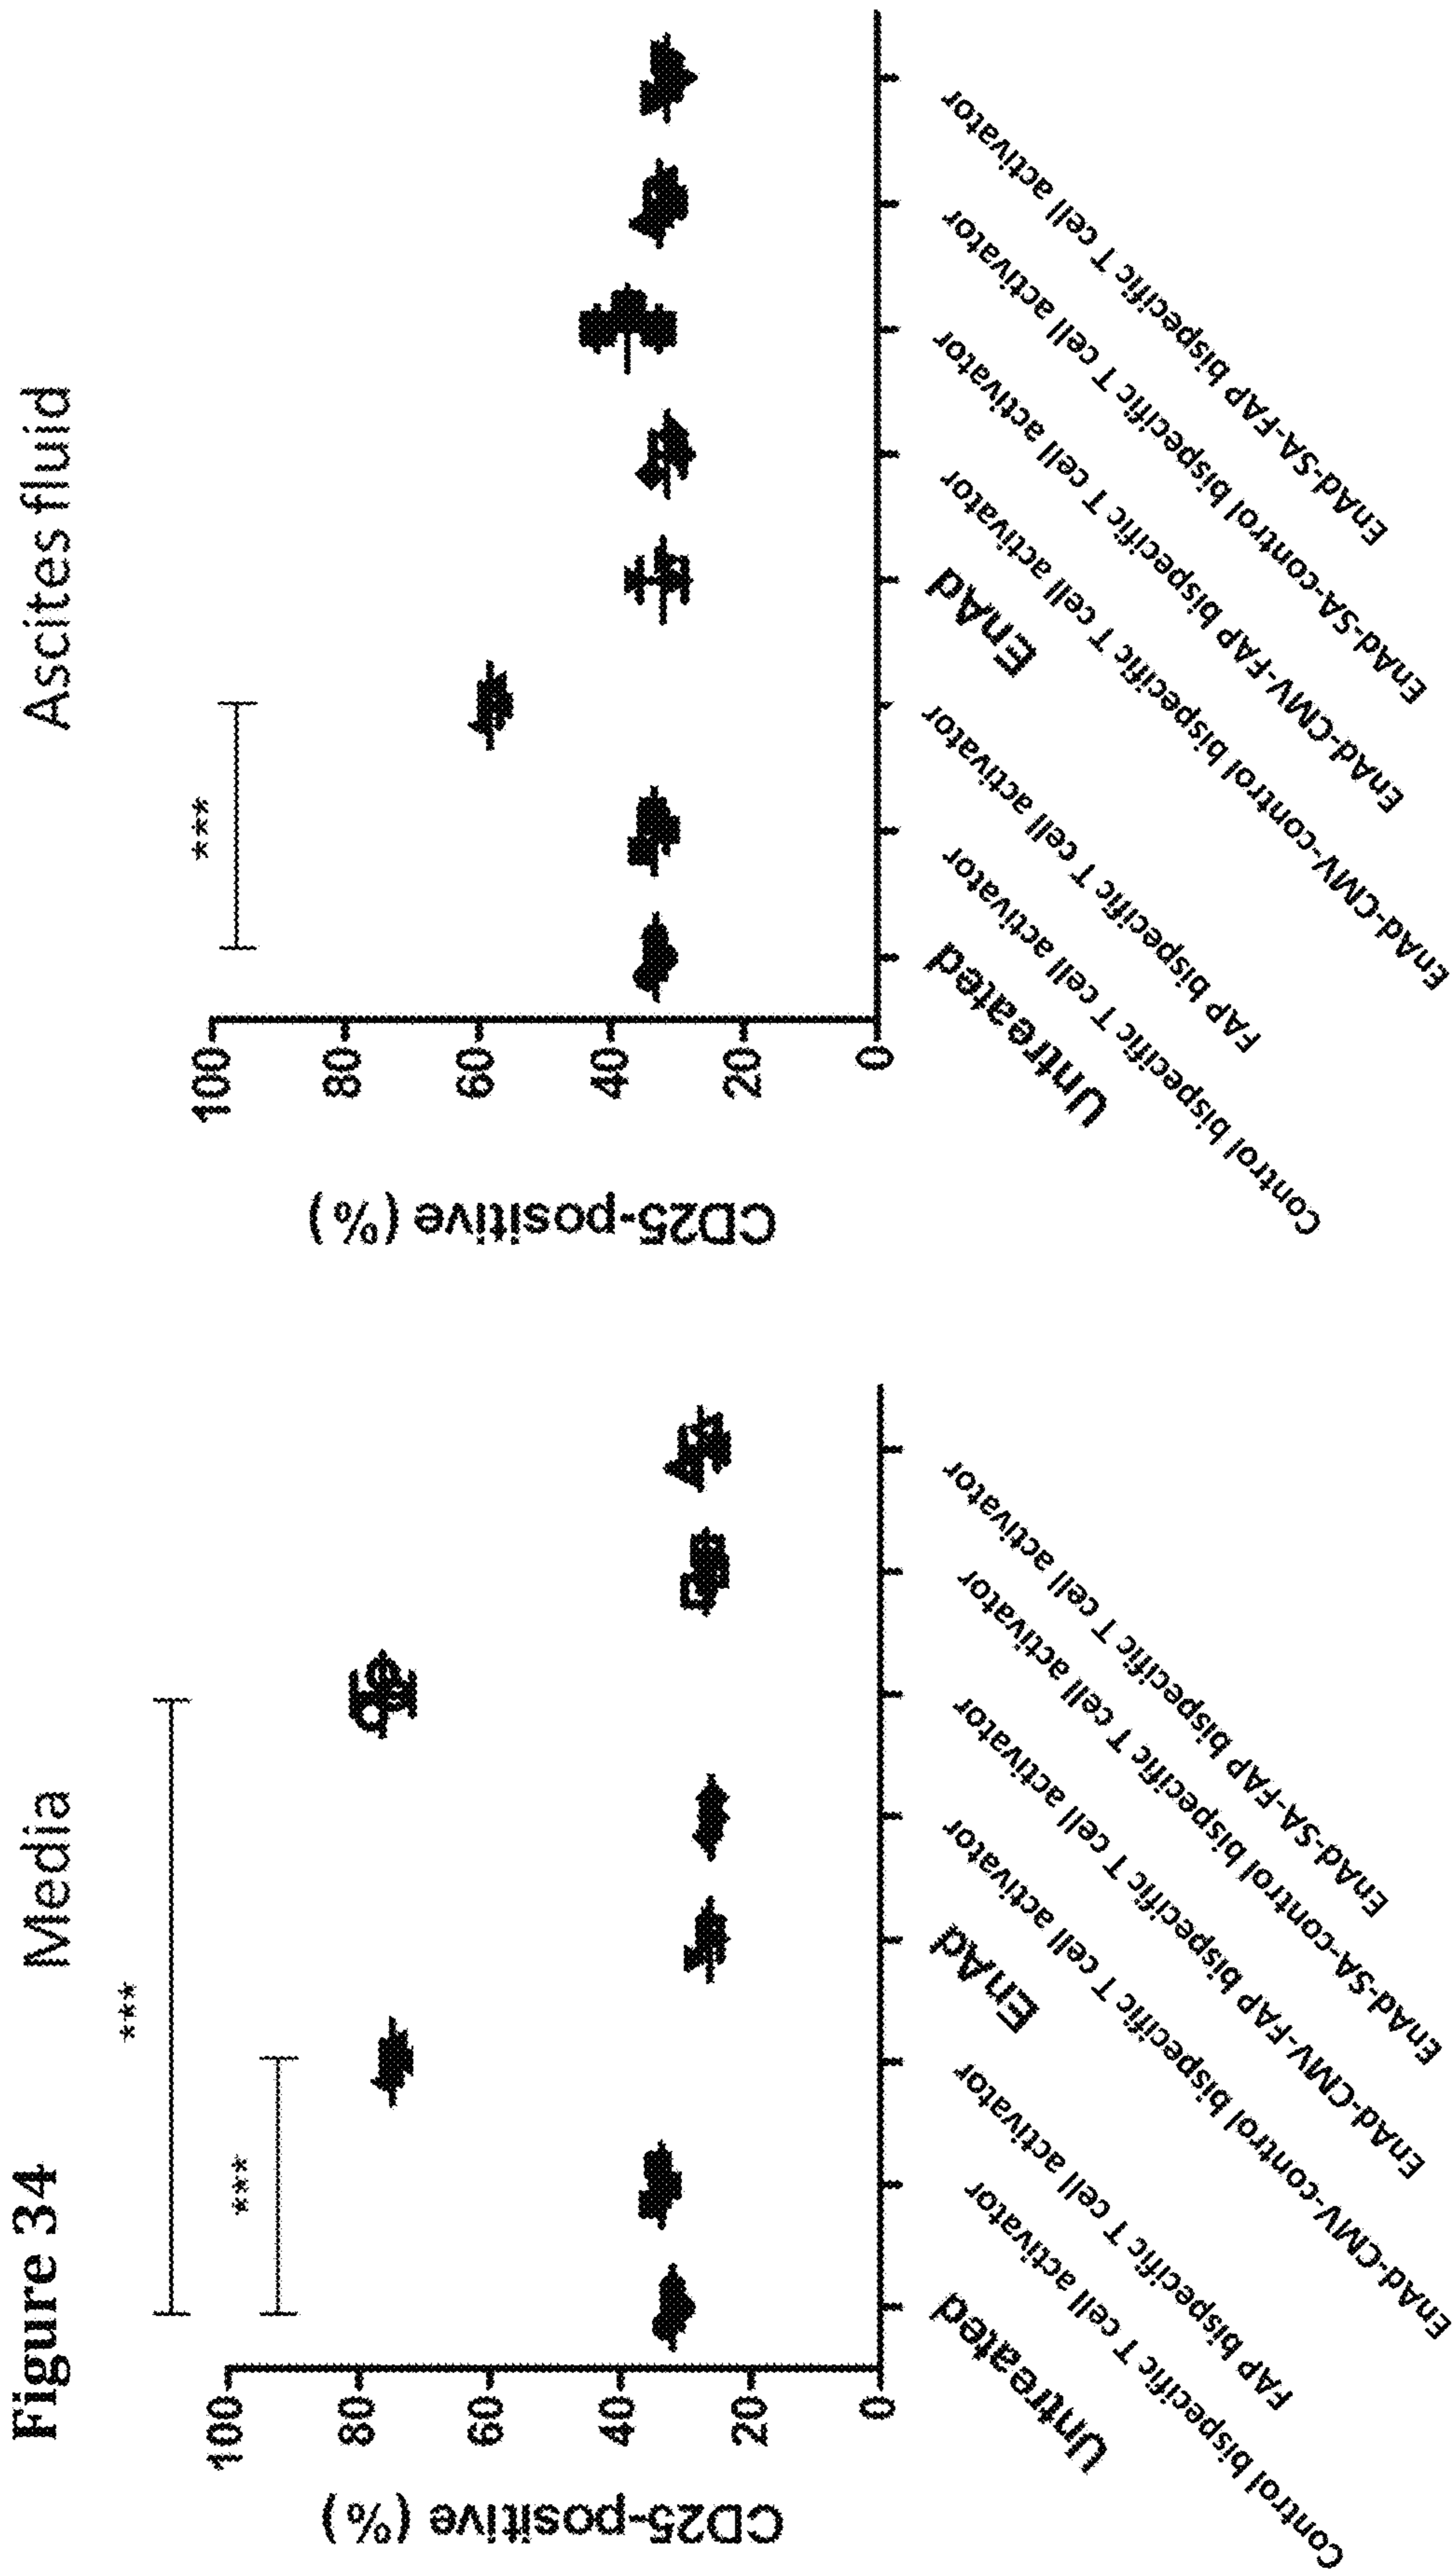 Figure 34
Media
***
***
CD25-positive (%)
100
80
60
40
20
0
Untreated
Control bispecific T cell activator
FAP bispecific T cell activator
EnAd
EnAd-CMV-control bispecific T cell activator
EnAd-CMV-FAP bispecific T cell activator
EnAd-SA-control bispecific T cell activator
EnAd-SA-FAP bispecific T cell activator
Ascites fluid
***
CD25-positive (%)
100
80
60
40
20
0
Untreated
Control bispecific T cell activator
FAP bispecific T cell activator
EnAd
EnAd-CMV-control bispecific T cell activator
EnAd-CMV-FAP bispecific T cell activator
EnAd-SA-control bispecific T cell activator
EnAd-SA-FAP bispecific T cell activator